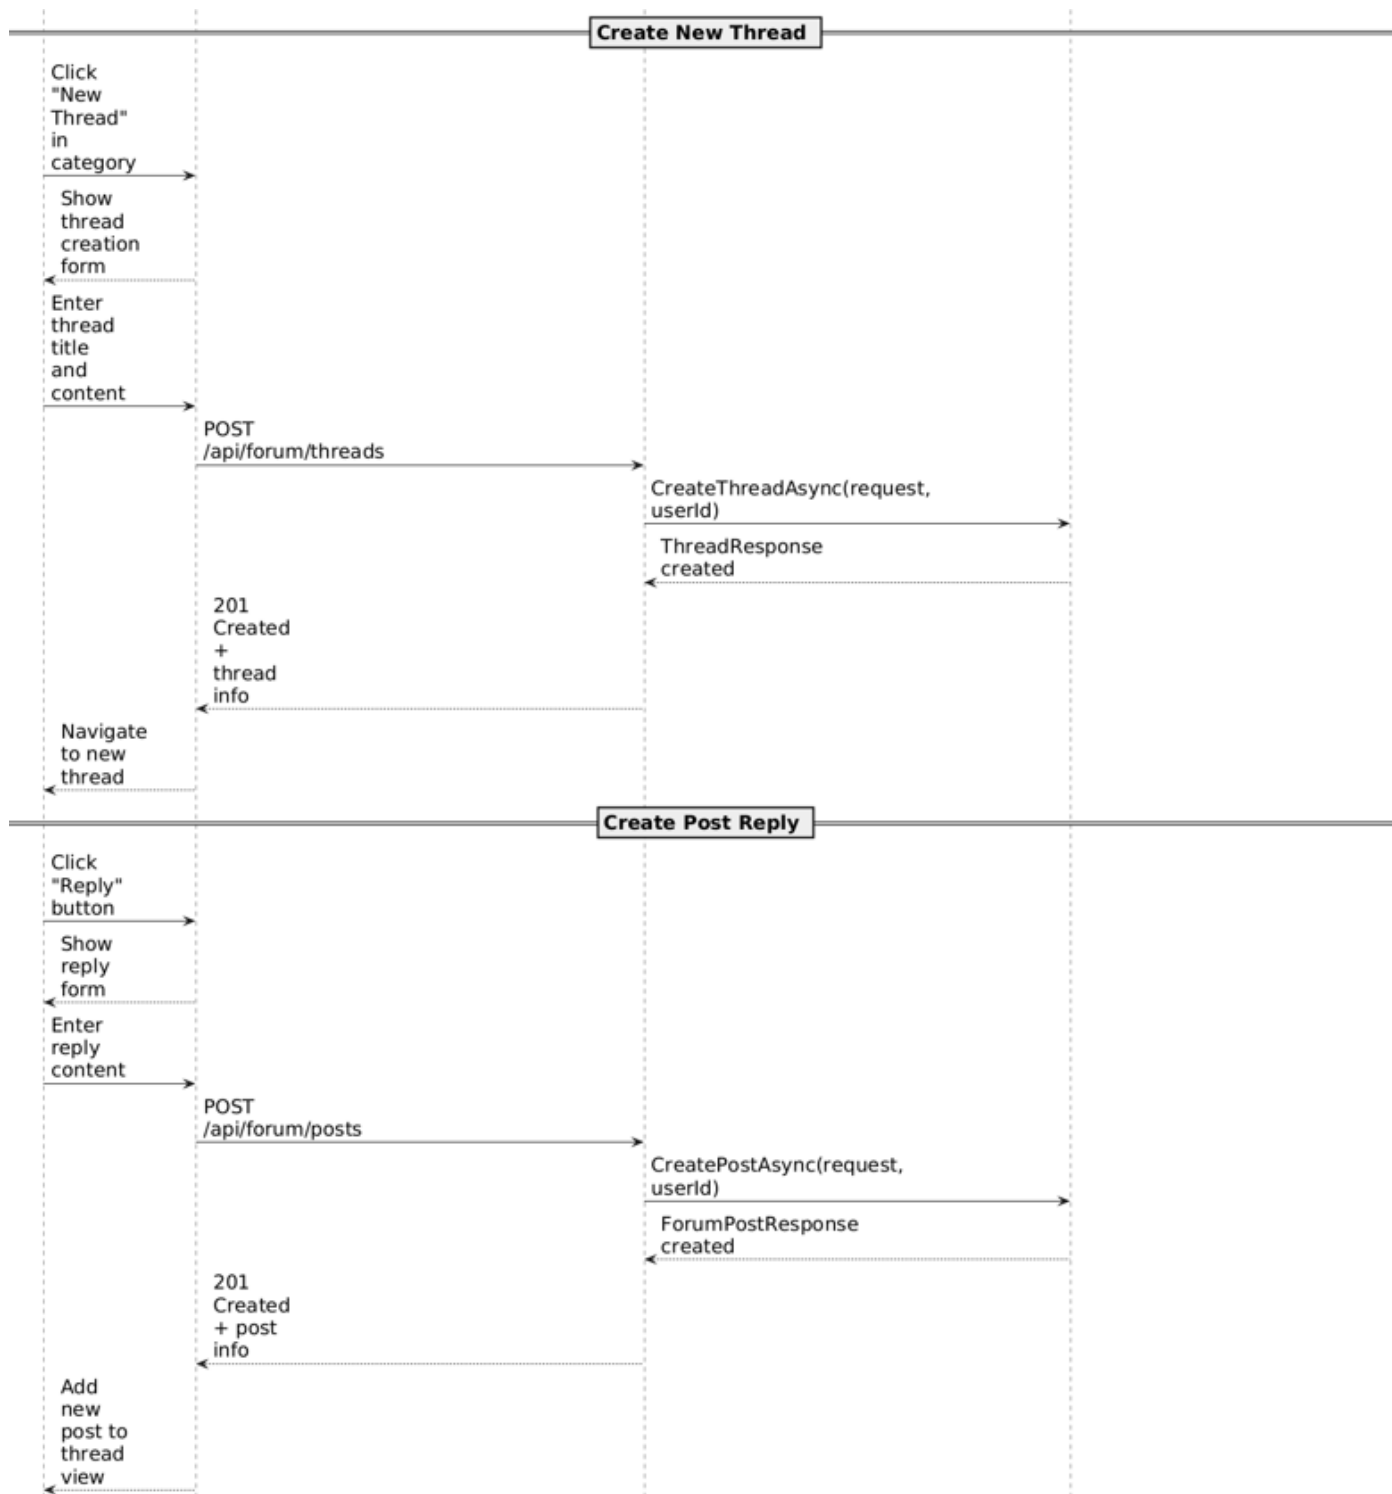 Create New Thread
Click
"New
Thread"
in
category
Show
thread
creation
form
Enter
thread
title
and
content
POST
/api/forum/threads
CreateThreadAsync(request,
userId)
ThreadResponse
created
201
Created
+
thread
info
Navigate
to new
thread
Create Post Reply
Click
"Reply"
button
Show
reply
form
Enter
reply
content
POST
/api/forum/posts
CreatePostAsync(request,
userId)
ForumPostResponse
created
201
Created
+ post
info
Add
new
post to
thread
view